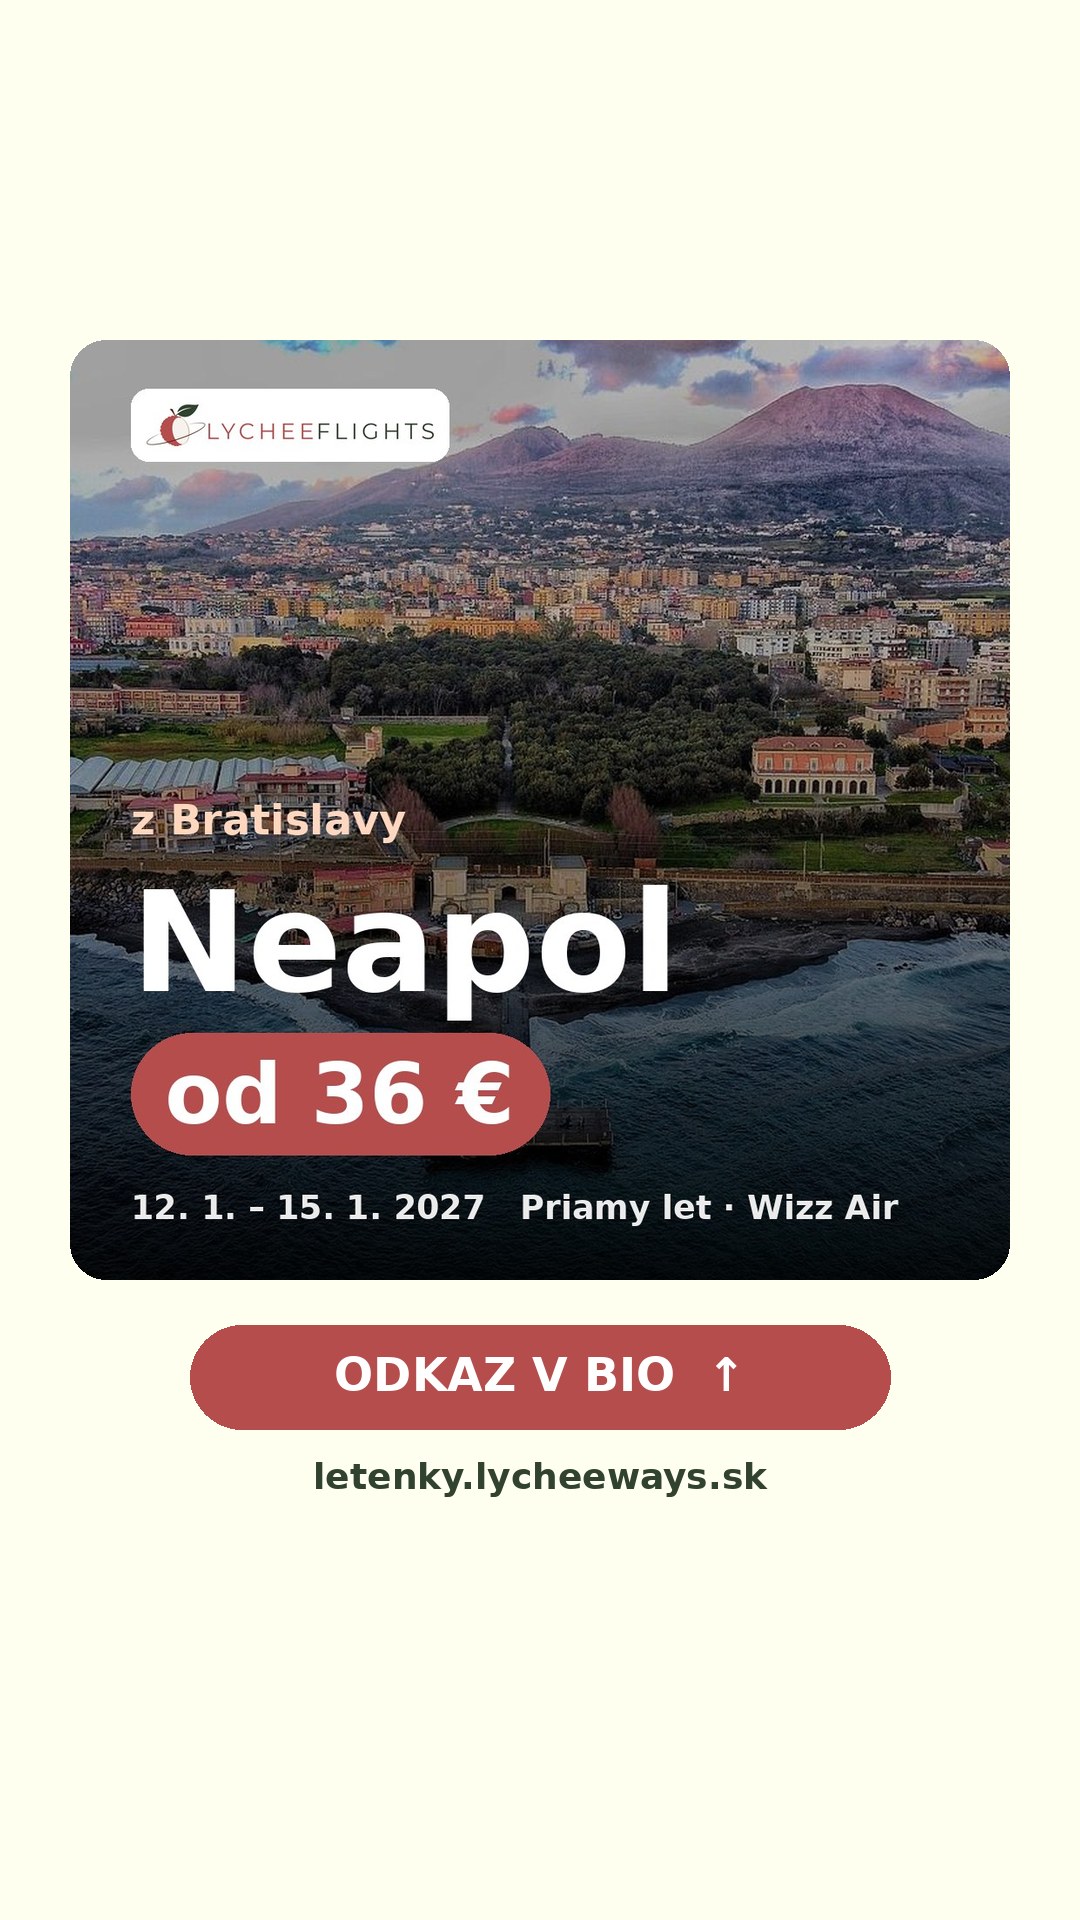 LYCHEEFLIGHTS
z Bratislavy
Neapol
od 36 €
12. 1. – 15. 1. 2027 Priamy let · Wizz Air
ODKAZ V BIO ↑
letenky.lycheeways.sk